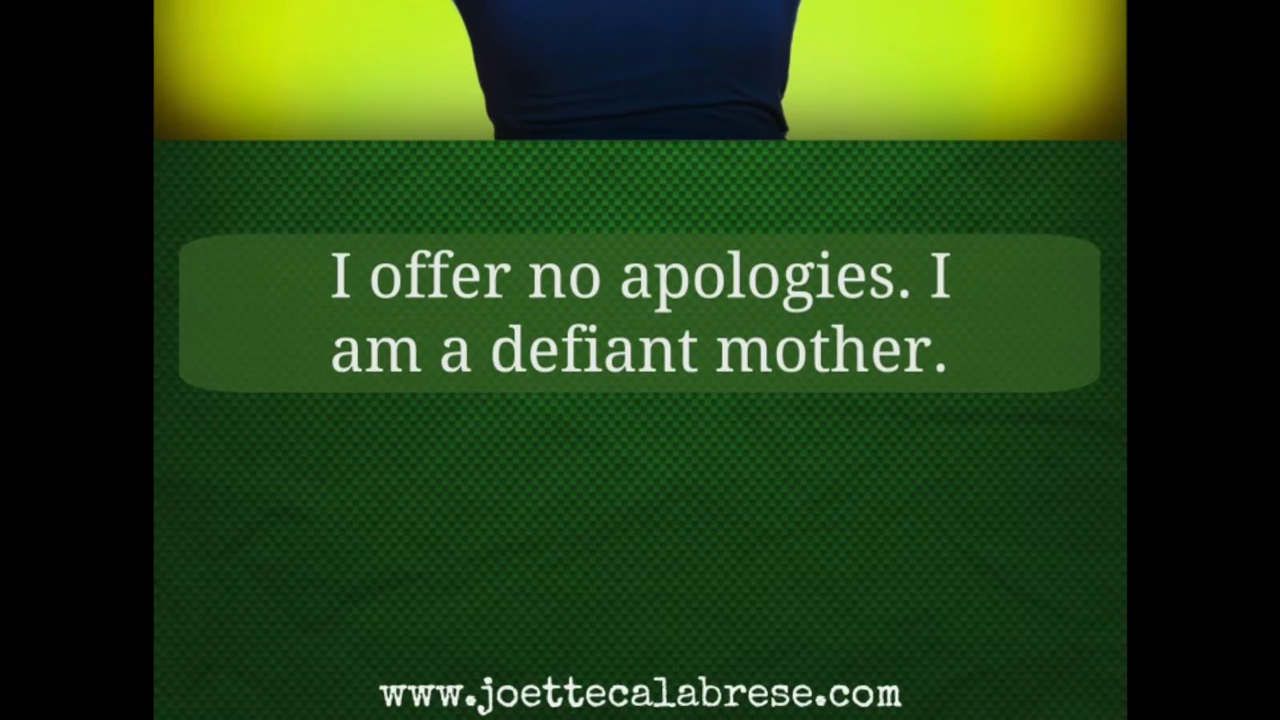 I offer no apologies. I
am a defiant mother.
www.joettecalabrese.com